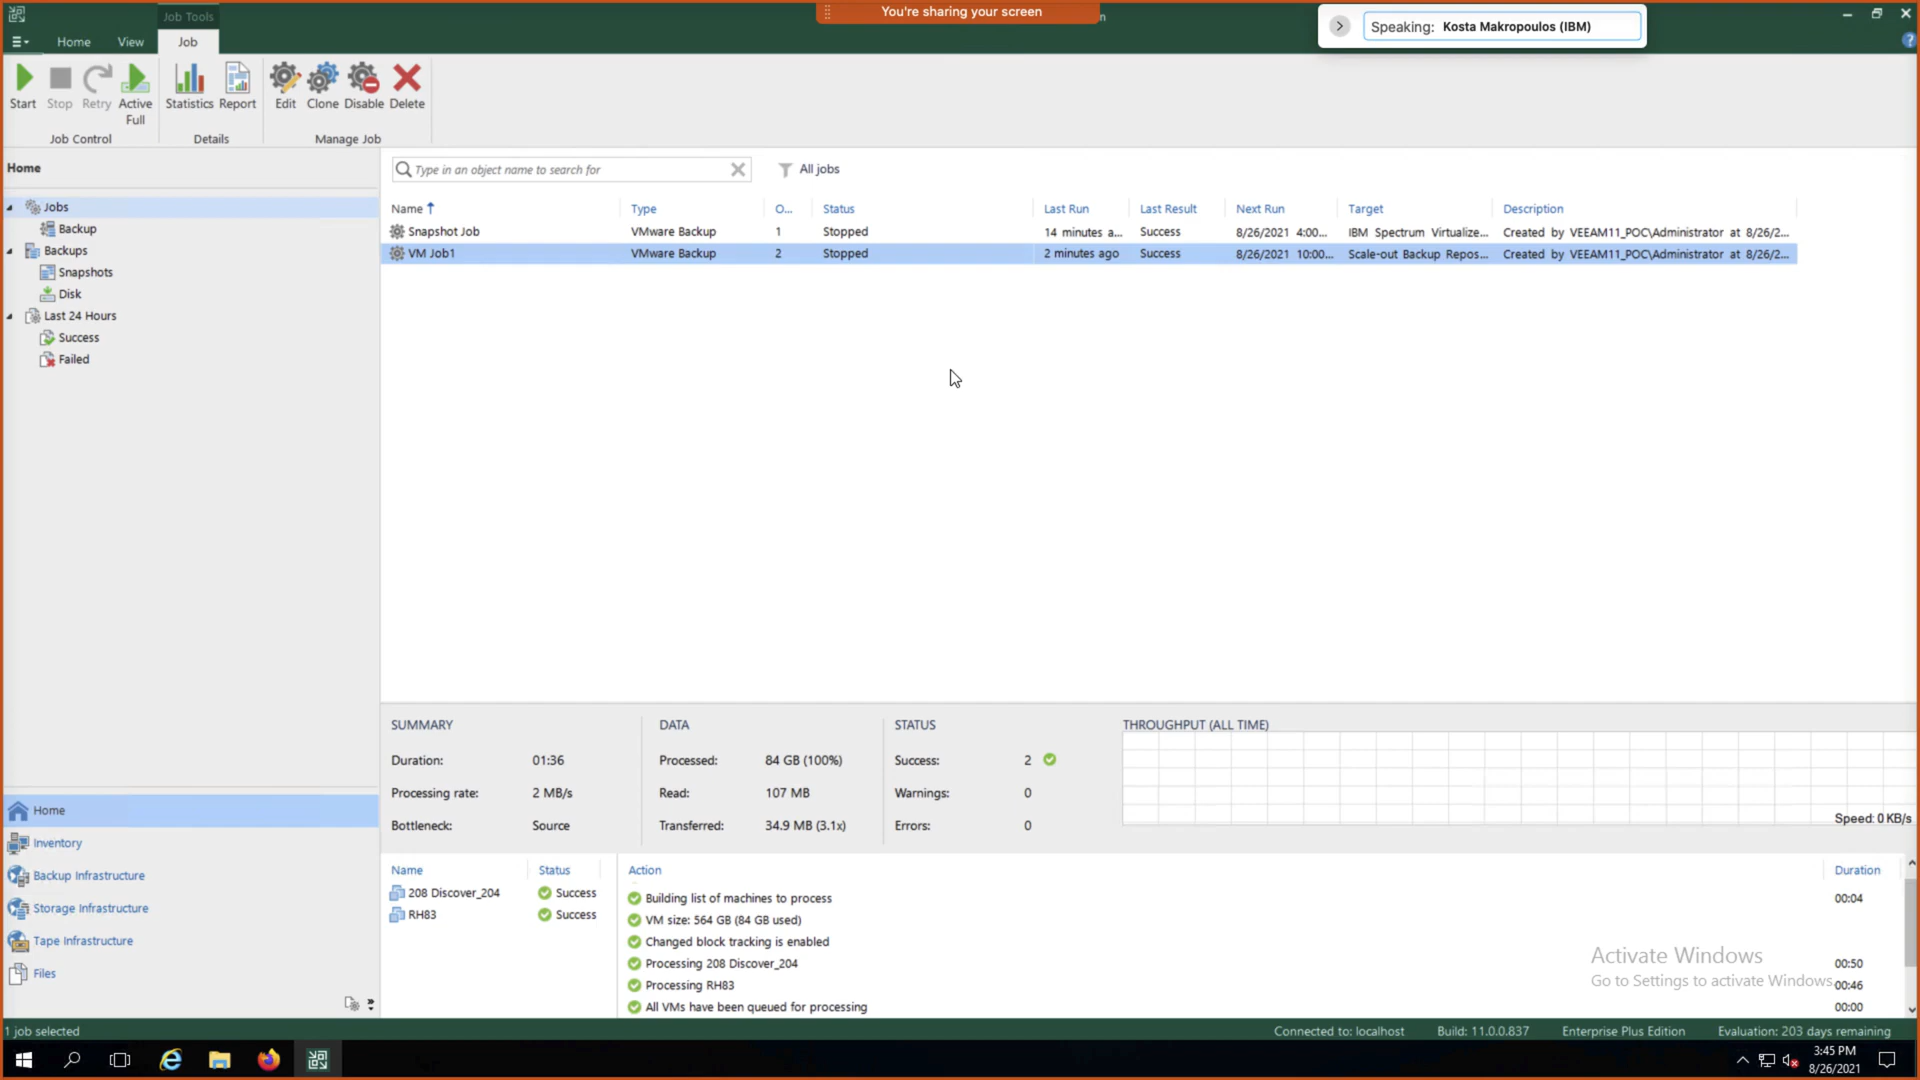 Job Tools
You're sharing your screen
Speaking: Kosta Makropoulos (IBM)
Home View Job
Start Stop Retry Active Full
Statistics Report
Edit Clone Disable Delete
Job Control Details Manage Job
Home
Type in an object name to search for
All jobs
Jobs
Backup
Backups
Snapshots
Disk
Last 24 Hours
Success
Failed
Name Type O... Status Last Run Last Result Next Run Target Description
Snapshot Job VMware Backup 1 Stopped 14 minutes a... Success 8/26/2021 4:00... IBM Spectrum Virtualize... Created by VEEAM11_POC\Administrator at 8/26/2...
VM Job1 VMware Backup 2 Stopped 2 minutes ago Success 8/26/2021 10:00... Scale-out Backup Repos... Created by VEEAM11_POC\Administrator at 8/26/2...
SUMMARY DATA STATUS THROUGHPUT (ALL TIME)
Duration: 01:36 Processed: 84 GB (100%) Success: 2
Processing rate: 2 MB/s Read: 107 MB Warnings: 0
Bottleneck: Source Transferred: 34.9 MB (3.1x) Errors: 0
Speed: 0 KB/s
Home
Inventory
Backup Infrastructure
Storage Infrastructure
Tape Infrastructure
Files
Name Status Action Duration
208 Discover_204 Success
RH83 Success
Building list of machines to process 00:04
VM size: 564 GB (84 GB used)
Changed block tracking is enabled
Processing 208 Discover_204 00:50
Processing RH83 00:46
All VMs have been queued for processing 00:00
Activate Windows
Go to Settings to activate Windows.
1 job selected
Connected to: localhost Build: 11.0.0.837 Enterprise Plus Edition Evaluation: 203 days remaining
3:45 PM
8/26/2021